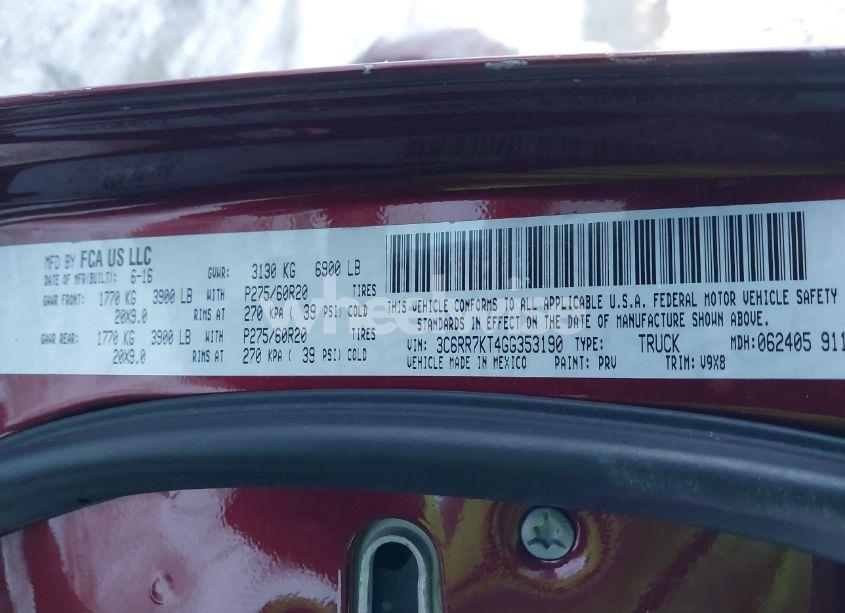 MFD BY FCA US LLC
DATE OF MFR(BUILT): 6-16 GVWR: 3130 KG 6900 LB
GAWR FRONT: 1770 KG 3900 LB WITH P275/60R20 TIRES
20X9.0 RIMS AT 270 KPA ( 39 PSI) COLD
GAWR REAR: 1770 KG 3900 LB WITH P275/60R20 TIRES
20X9.0 RIMS AT 270 KPA ( 39 PSI) COLD
THIS VEHICLE CONFORMS TO ALL APPLICABLE U.S.A. FEDERAL MOTOR VEHICLE SAFETY
STANDARDS IN EFFECT ON THE DATE OF MANUFACTURE SHOWN ABOVE.
VIN: 3C6RR7KT4GG353190 TYPE: TRUCK MDH: 062405 911
VEHICLE MADE IN MEXICO PAINT: PRV TRIM: V9X8